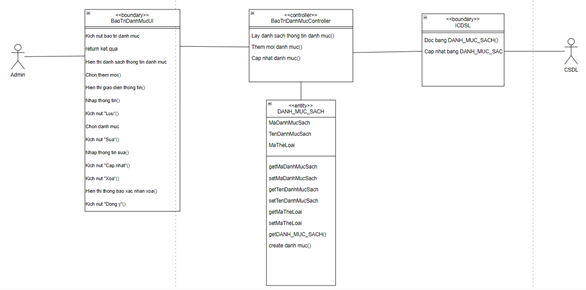 <<boundary>>
BaoTriDanhMucUI
Kich nut bao tri danh muc
return ket qua
Hien thi danh sach thong tin danh muc
Chon them moi()
Hien thi giao dien thong tin()
Nhap thong tin()
Kich nut "Luu"()
Chon danh muc
Kich nut "Sua"()
Nhap thong tin sua()
Kich nut "Cap nhat"()
Kich nut "Xoa"()
Hien thi thong bao xac nhan xoa()
Kich nut "Dong y"()
Admin
<<controller>>
BaoTriDanhMucController
Lay danh sach thong tin danh muc()
Them moi danh muc()
Cap nhat danh muc()
<<entity>>
DANH_MUC_SACH
MaDanhMucSach
TenDanhMucSach
MaTheLoai
getMaDanhMucSach
setMaDanhMucSach
getTenDanhMucSach
setTenDanhMucSach
getMaTheLoai
setMaTheLoai
getDANH_MUC_SACH()
create danh muc()
<<boundary>>
ICDSL
Doc bang DANH_MUC_SACH()
Cap nhat bang DANH_MUC_SAC
CSDL